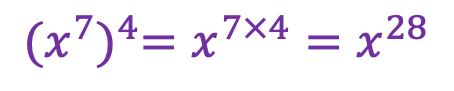 (x⁷)⁴ = x⁷ˣ⁴ = x²⁸